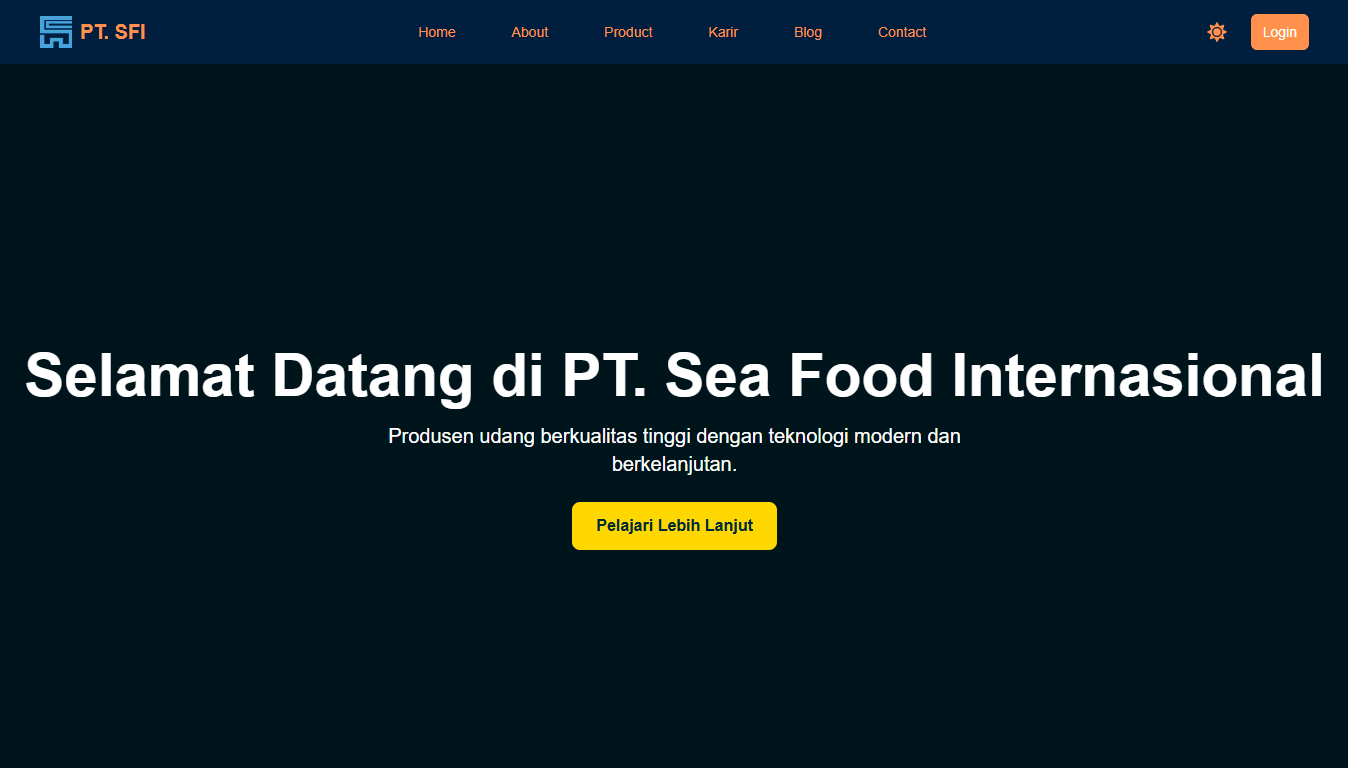 PT. SFI
Home
About
Product
Karir
Blog
Contact
Login
Selamat Datang di PT. Sea Food Internasional
Produsen udang berkualitas tinggi dengan teknologi modern dan
berkelanjutan.
Pelajari Lebih Lanjut